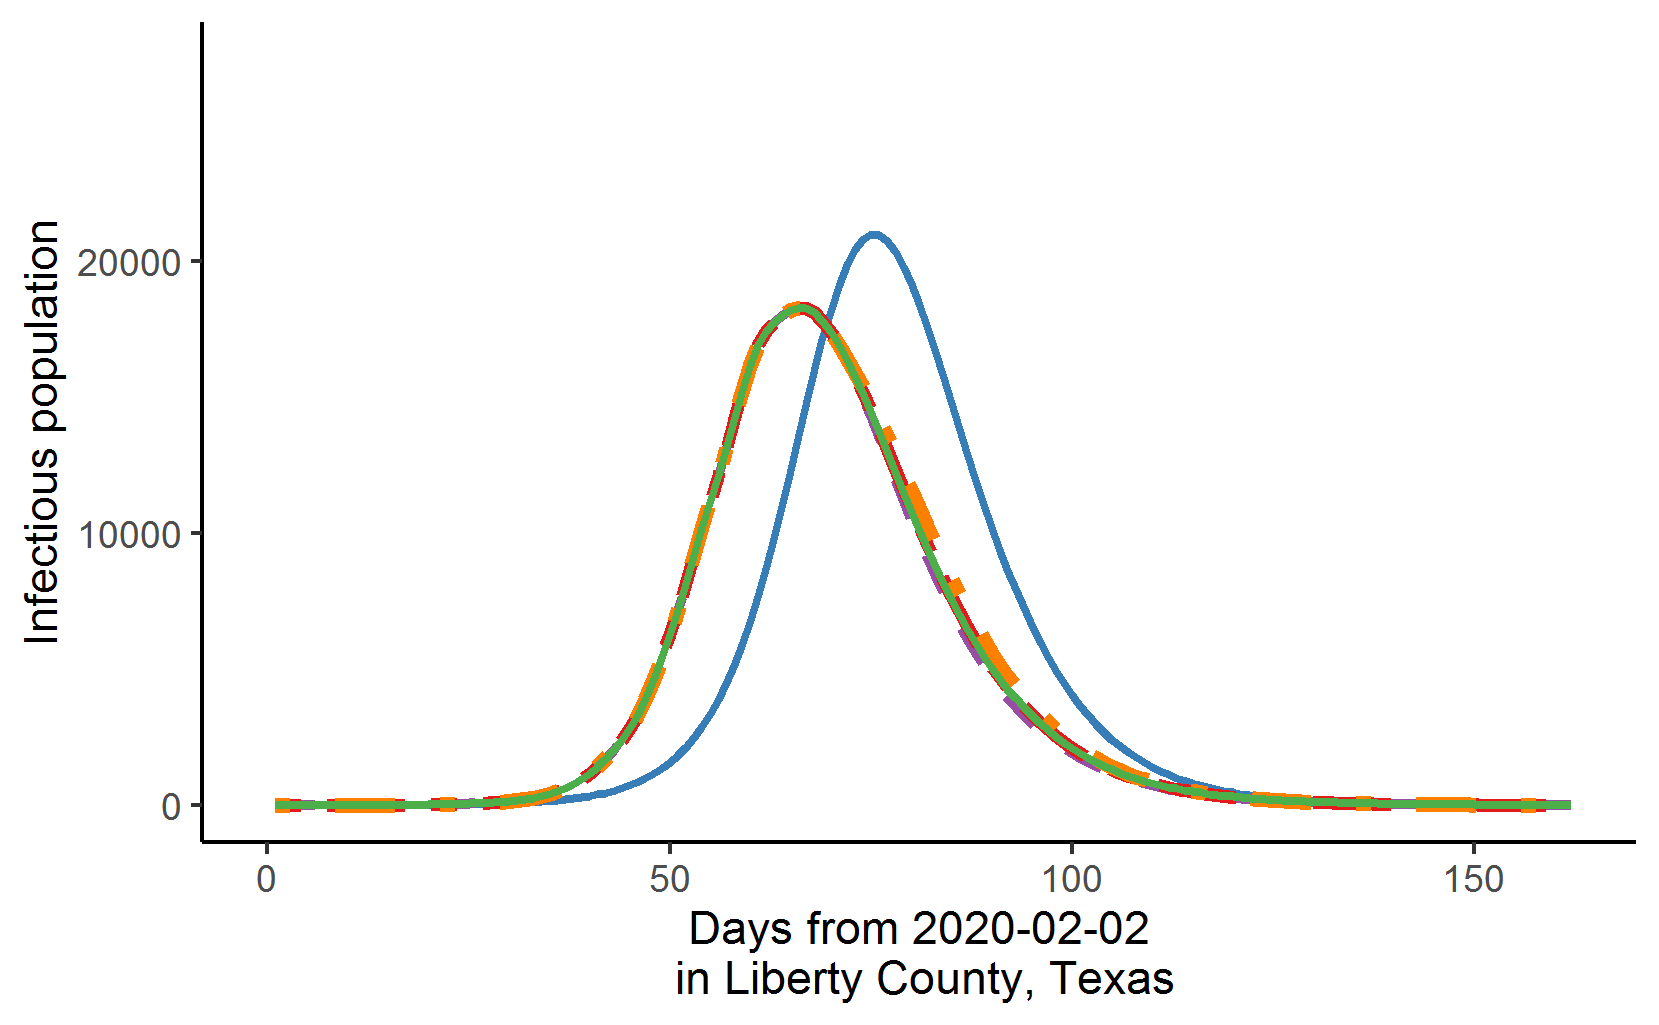 Infectious population
20000
10000
0
0 50 100 150
Days from 2020-02-02
in Liberty County, Texas